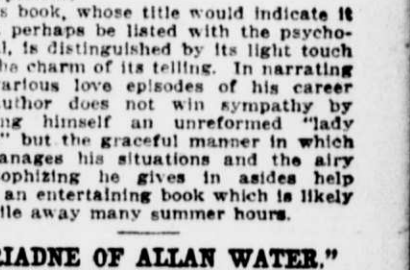 s book, whose title would indicate it
perhaps be listed with the psycho-
l, is distinguished by its light touch
he charm of its telling. In narrating
arious love episodes of his career
uthor does not win sympathy by
ng himself an unreformed "lady
" but the graceful manner in which
anages his situations and the airy
ophizing he gives in asides help
an entertaining book which is likely
ile away many summer hours.
IADNE OF ALLAN WATER."